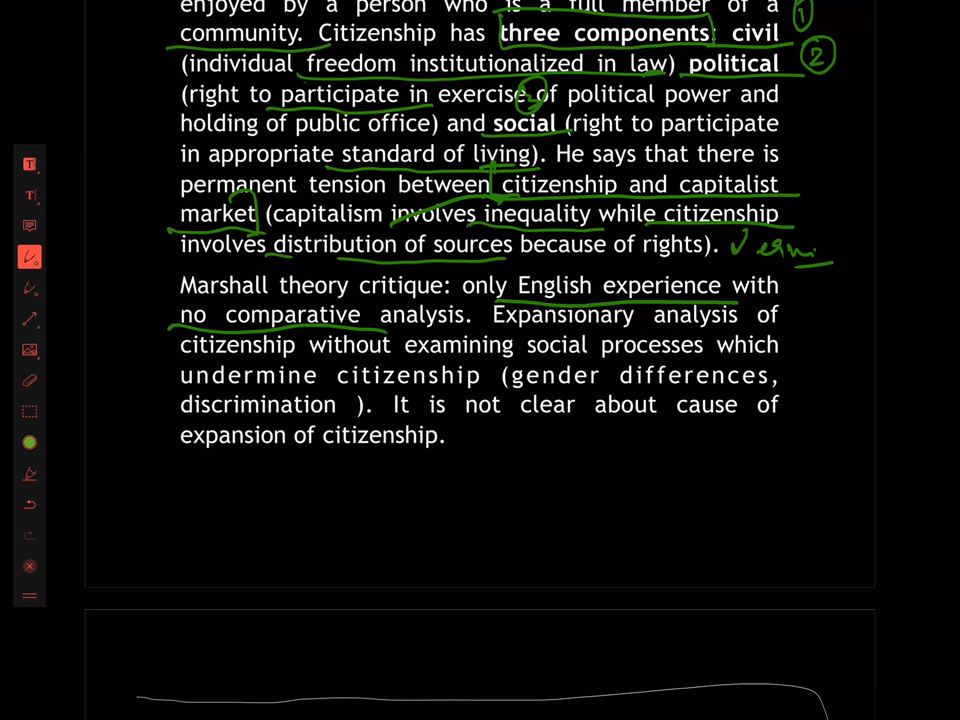 enjoyed by a person who is a full member of a
community. Citizenship has three components: civil
(individual freedom institutionalized in law) political
(right to participate in exercise of political power and
holding of public office) and social (right to participate
in appropriate standard of living). He says that there is
permanent tension between citizenship and capitalist
market (capitalism involves inequality while citizenship
involves distribution of sources because of rights).
Marshall theory critique: only English experience with
no comparative analysis. Expansionary analysis of
citizenship without examining social processes which
undermine citizenship (gender differences,
discrimination ). It is not clear about cause of
expansion of citizenship.
1
2
3